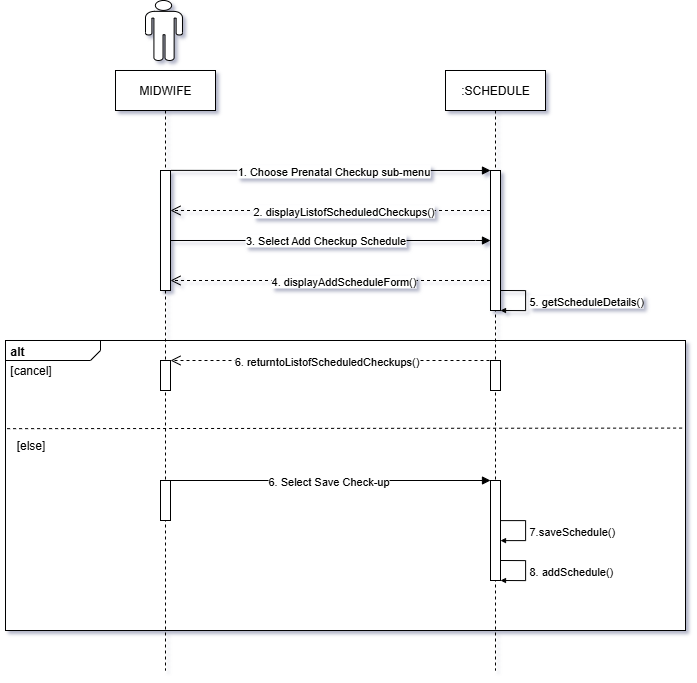 MIDWIFE
:SCHEDULE
1. Choose Prenatal Checkup sub-menu
2. displayListofScheduledCheckups()
3. Select Add Checkup Schedule
4. displayAddScheduleForm()
5. getScheduleDetails()
alt
[cancel]
6. returntoListofScheduledCheckups()
[else]
6. Select Save Check-up
7.saveSchedule()
8. addSchedule()